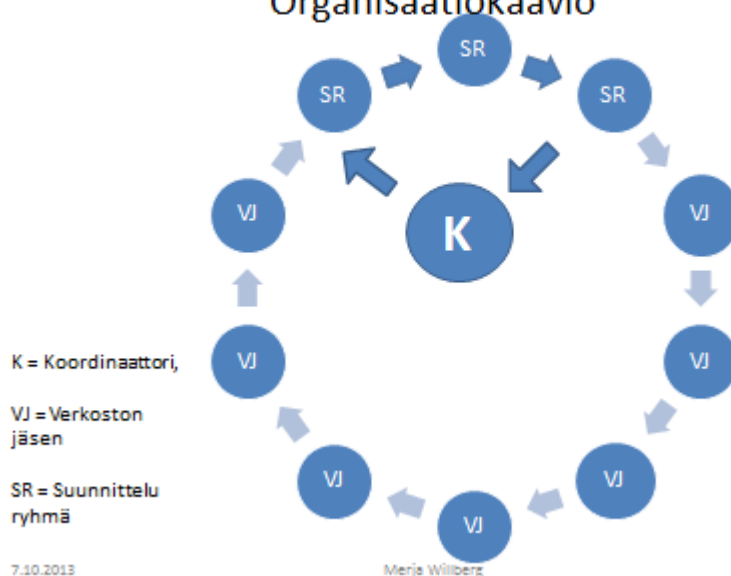 Organisaatiokaavio
SR
SR
SR
VJ
VJ
K
VJ
VJ
K = Koordinaattori,
VJ = Verkoston
jäsen
VJ
VJ
SR = Suunnittelu
ryhmä
VJ
7.10.2013
Merja Willberg